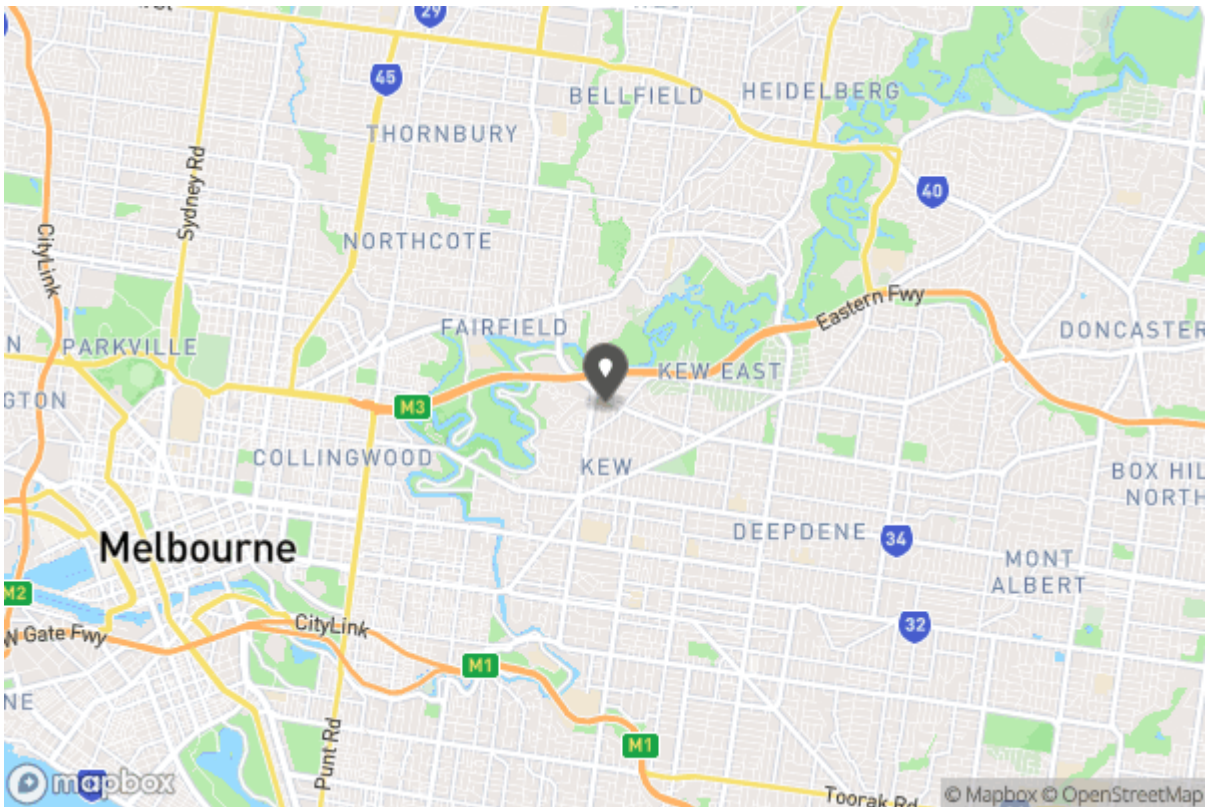 29
45
BELLFIELD
HEIDELBERG
THORNBURY
40
Sydney Rd
CityLink
NORTHCOTE
Eastern Fwy
FAIRFIELD
DONCASTER
PARKVILLE
KEW EAST
GTON
M3
COLLINGWOOD
KEW
BOX HIL
NORTH
DEEPDENE
34
Melbourne
MONT
ALBERT
M2
CityLink
32
N Gate Fwy
M1
NE
Punt Rd
M1
mapbox
Toorak Rd
© Mapbox © OpenStreetMap